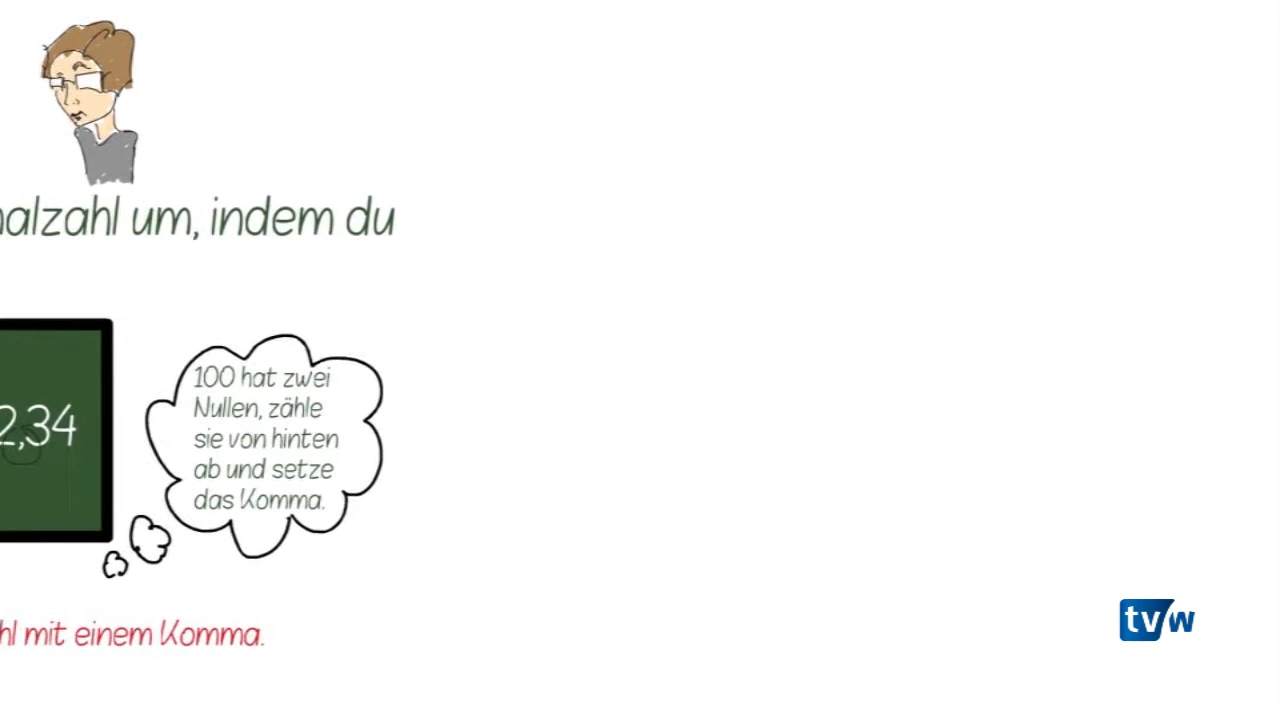 alzahl um, indem du
100 hat zwei
Nullen, zähle
sie von hinten
ab und setze
das Komma.
2,34
hl mit einem Komma.
tvw